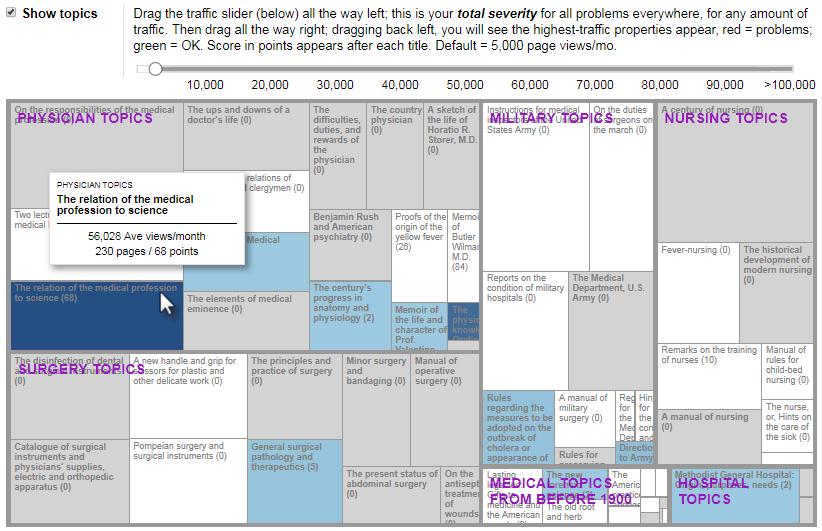 Show topics
Drag the traffic slider (below) all the way left; this is your total severity for all problems everywhere, for any amount of
traffic. Then drag all the way right; dragging back left, you will see the highest-traffic properties appear, red = problems;
green = OK. Score in points appears after each title. Default = 5,000 page views/mo.
10,000 20,000 30,000 40,000 50,000 60,000 70,000 80,000 90,000 >100,000
PHYSICIAN TOPICS
On the responsibilities of the medical
The ups and downs of a
doctor's life (0)
The
difficulties,
duties, and
rewards of
the
physician
(0)
The country
physician
(0)
A sketch of
the life of
Horatio R.
Storer, M.D.
(0)
PHYSICIAN TOPICS
The relation of the medical
profession to science
56,028 Ave views/month
230 pages / 68 points
relations of
clergymen (0)
Two lect
medical
Medical
Benjamin Rush
and American
psychiatry (0)
Proofs of the
origin of the
yellow fever
(26)
Memoi
of
Butler
Wilmar
M.D.
(84)
The relation of the medical profession
to science (68)
The elements of medical
eminence (0)
The century's
progress in
anatomy and
physiology (2)
Memoir of
the life and
character of
Prof.
The
MILITARY TOPICS
Instructions for medical
States Army (0)
On the duties
of surgeons on
the march (0)
Reports on the
condition of military
hospitals (0)
The Medical
Department, U.S.
Army (0)
Rules
regarding the
measures to be
adopted on the
outbreak of
cholera or
appearance of
A manual of
military
surgery (0)
Rules for
Reg
for
the
Med
Dep
Hin
for
the
con
and
Directio
to Army
NURSING TOPICS
A century of nursing (0)
Fever-nursing (0)
The historical
development of
modern nursing
(0)
Remarks on the training
of nurses (10)
Manual of
rules for
child-bed
nursing (0)
A manual of nursing
(0)
The nurse,
or, Hints on
the care of
the sick (0)
SURGERY TOPICS
The disinfection of dental
(0)
A new handle and grip for
scissors for plastic and
other delicate work (0)
The principles and
practice of surgery
(0)
Minor surgery
and
bandaging (0)
Manual of
operative
surgery (0)
Catalogue of surgical
instruments and
physicians' supplies,
electric and orthopedic
apparatus (0)
Pompeian surgery and
surgical instruments (0)
General surgical
pathology and
therapeutics (5)
The present status of
abdominal surgery
(0)
On the
antisept
treatme
of
wounds
MEDICAL TOPICS
FROM BEFORE 1900
Lasting
medicine and
the American
The new
The old root
and herb
The
Americ
HOSPITAL
TOPICS
Methodist General Hospital:
needs (2)